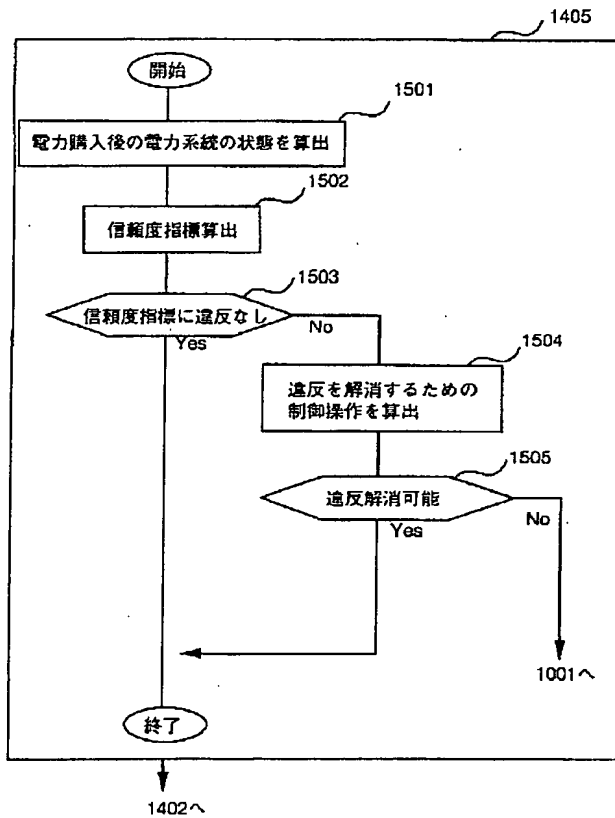 1405
開始
1501
電力購入後の電力系統の状態を算出
1502
信頼度指標算出
1503
信頼度指標に違反なし
No
Yes
1504
違反を解消するための
制御操作を算出
1505
違反解消可能
No
Yes
1001へ
終了
1402へ